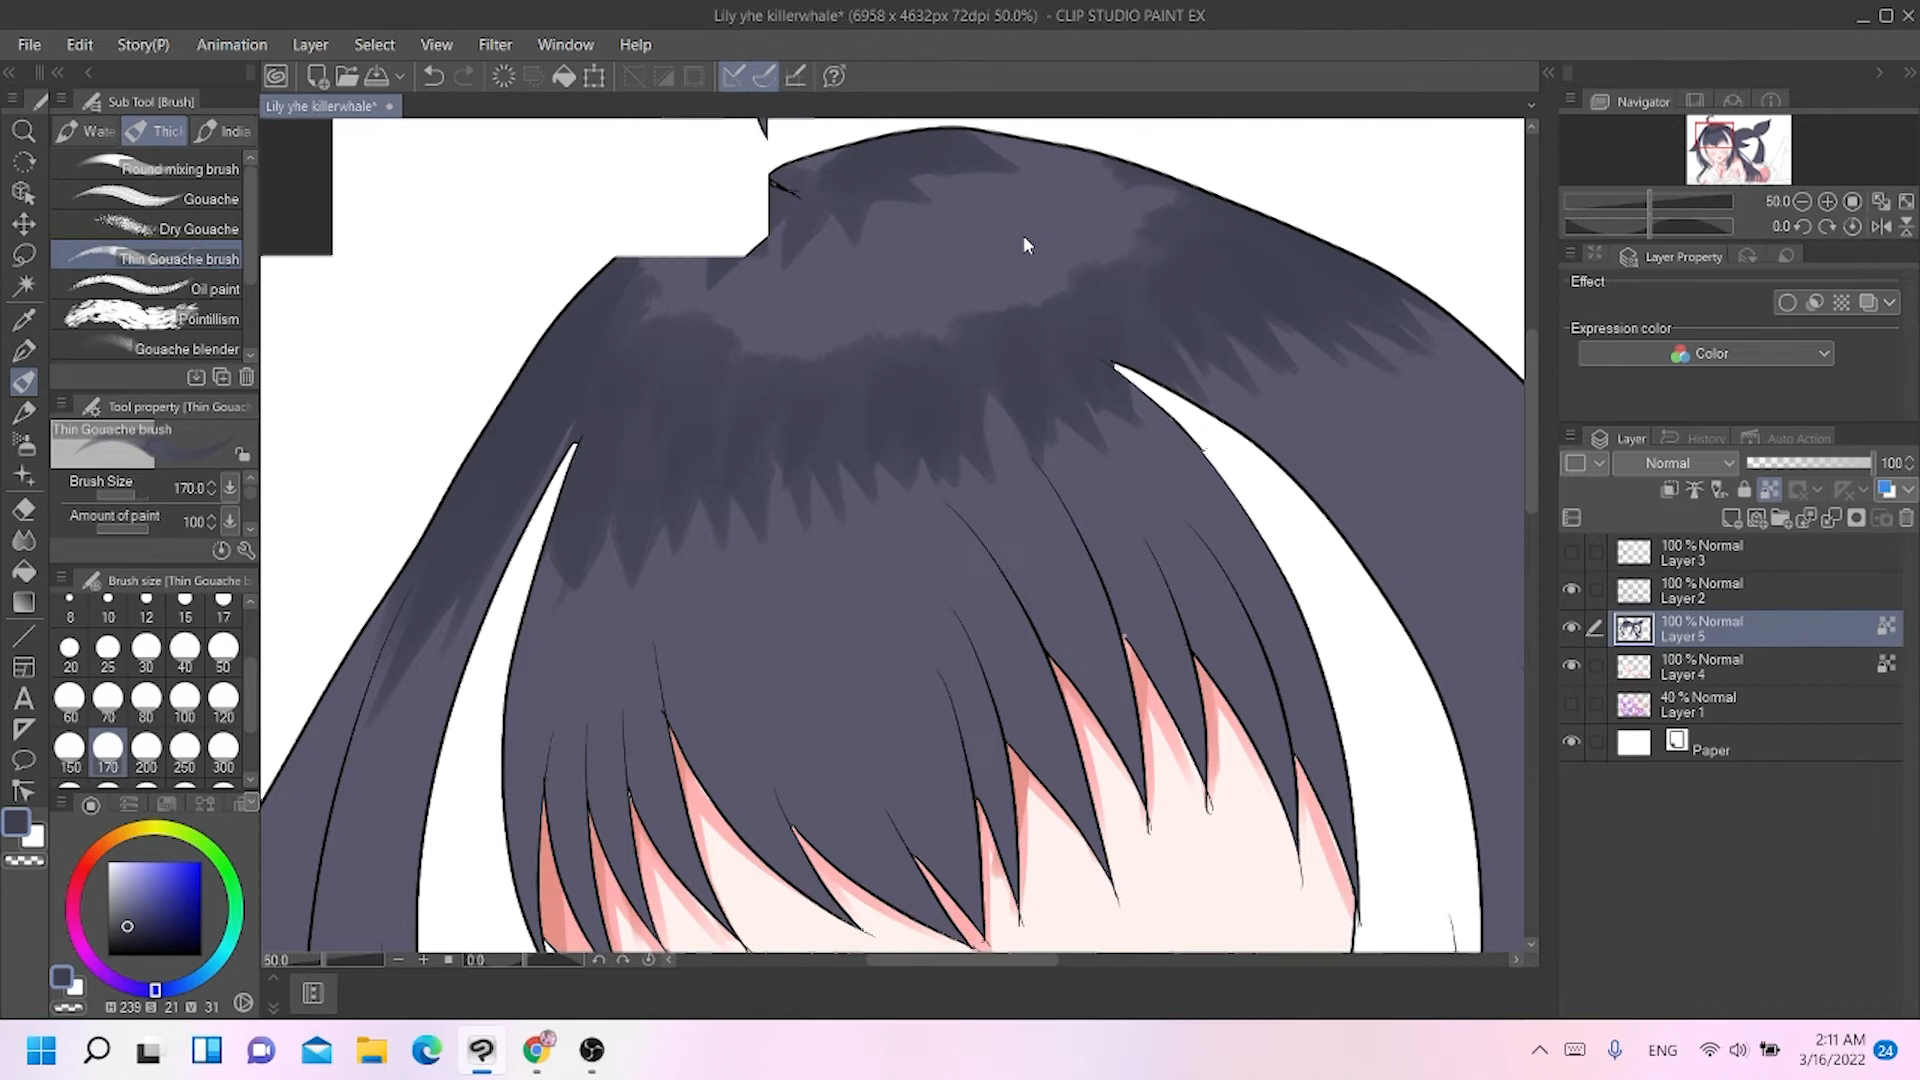 Lily yhe killerwhale* (6958 x 4632px 72dpi 50.0%) - CLIP STUDIO PAINT EX
File Edit Story(P) Animation Layer Select View Filter Window Help
Sub Tool [Brush]
Lily yhe killerwhale*
Navigator
Wate Thick India
Round mixing brush
Gouache
Dry Gouache
Thin Gouache brush
Oil paint
Pointillism
Gouache blender
50.0
0.0
Layer Property
Effect
Expression color
Color
Tool property [Thin Gouach
Thin Gouache brush
Brush Size 170.0
Amount of paint 100
Layer History Auto Action
Normal 100
Brush size [Thin Gouache b
8 10 12 15 17
20 25 30 40 50
60 70 80 100 120
150 170 200 250 300
100 % Normal
Layer 3
100 % Normal
Layer 2
100 % Normal
Layer 5
100 % Normal
Layer 4
40 % Normal
Layer 1
Paper
50.0 0.0
H 239 S 21 V 31
ENG
2:11 AM
3/16/2022
24